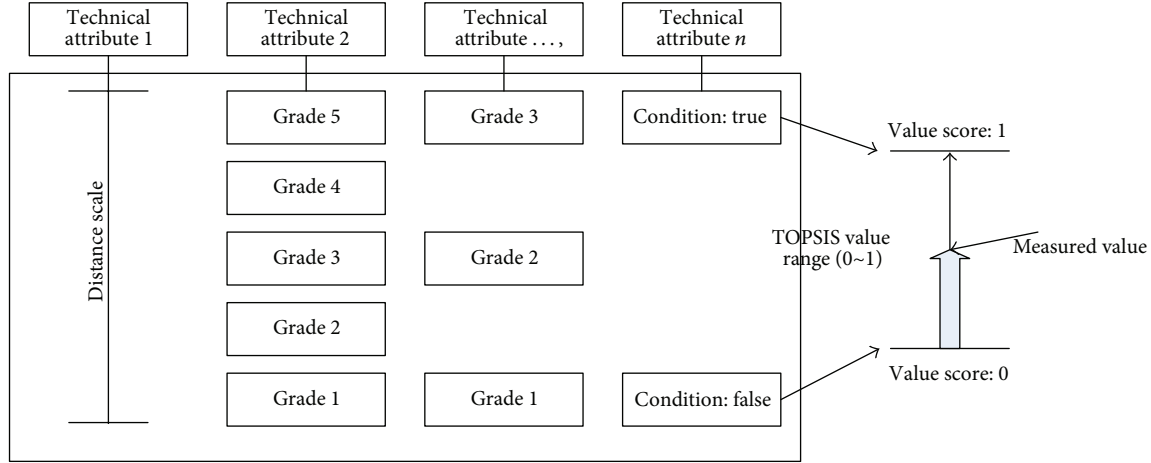 Technical
attribute 1
Technical
attribute 2
Technical
attribute . . . ,
Technical
attribute n
Distance scale
Grade 5
Grade 4
Grade 3
Grade 2
Grade 1
Grade 3
Grade 2
Grade 1
Condition: true
Condition: false
Value score: 1
TOPSIS value
range (0~1)
Measured value
Value score: 0